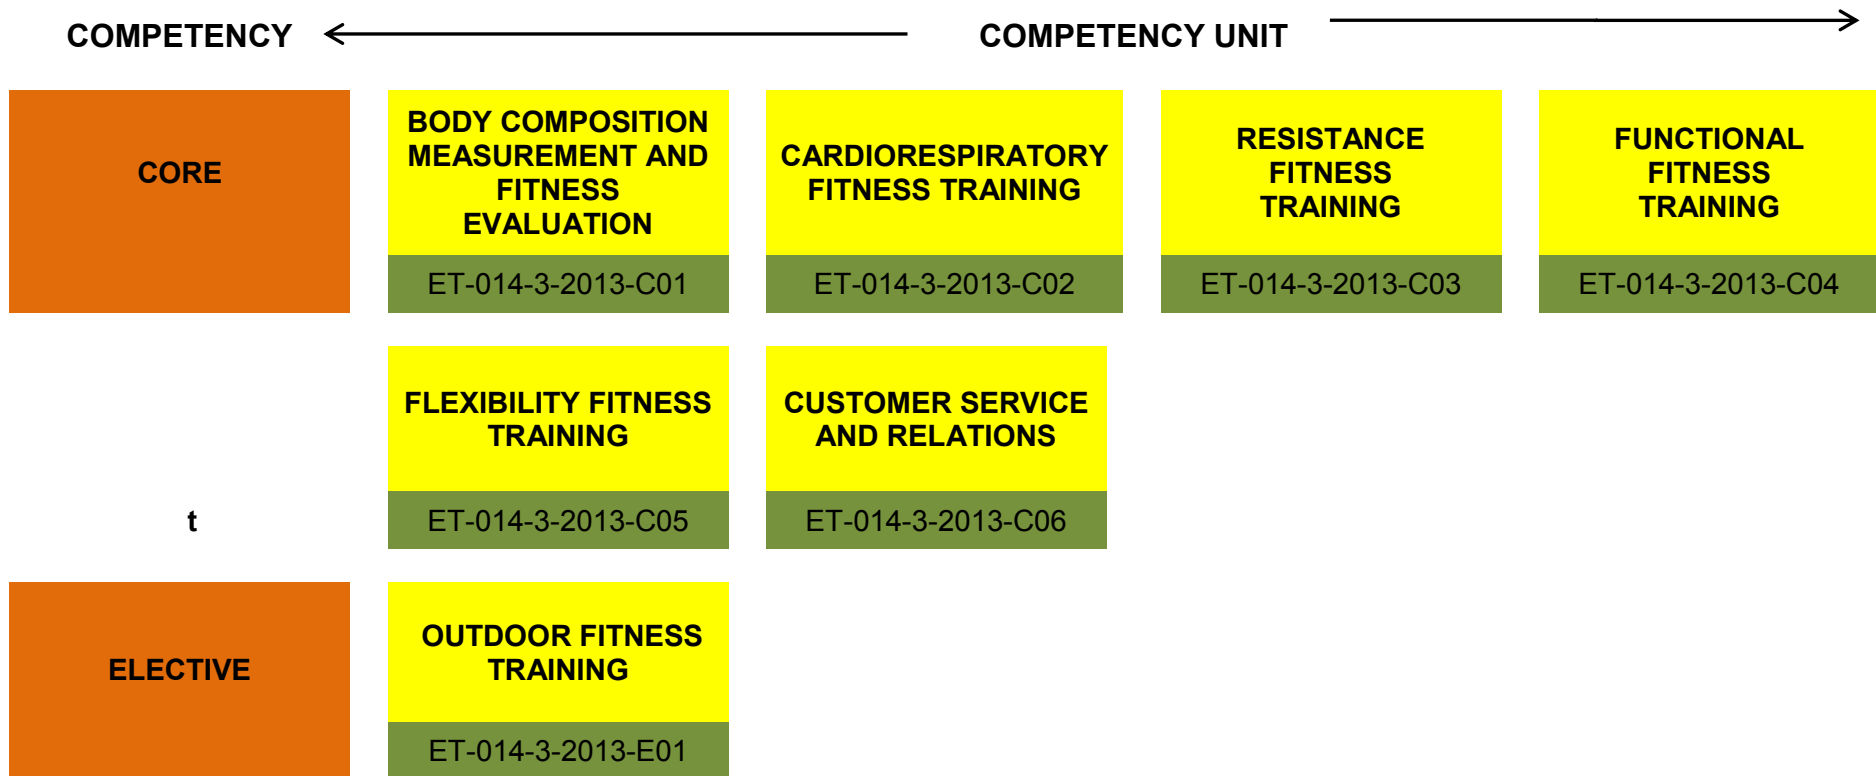 COMPETENCY
COMPETENCY UNIT
CORE
BODY COMPOSITION
MEASUREMENT AND
FITNESS
EVALUATION
ET-014-3-2013-C01
CARDIORESPIRATORY
FITNESS TRAINING
ET-014-3-2013-C02
RESISTANCE
FITNESS
TRAINING
ET-014-3-2013-C03
FUNCTIONAL
FITNESS
TRAINING
ET-014-3-2013-C04
t
FLEXIBILITY FITNESS
TRAINING
ET-014-3-2013-C05
CUSTOMER SERVICE
AND RELATIONS
ET-014-3-2013-C06
ELECTIVE
OUTDOOR FITNESS
TRAINING
ET-014-3-2013-E01